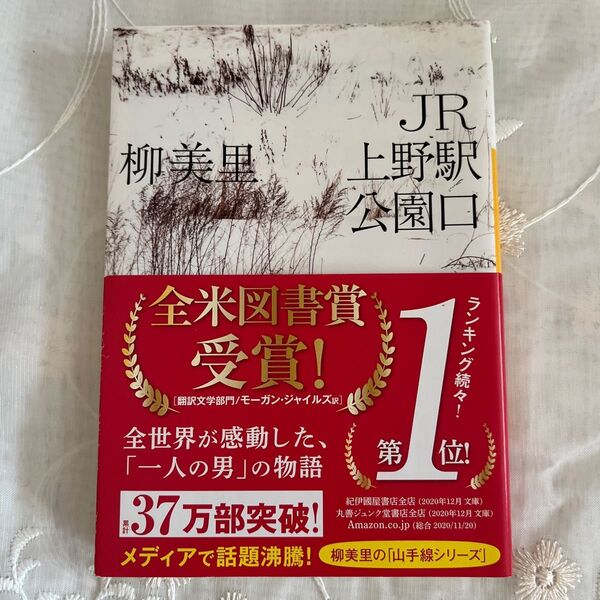 JR
上野駅
公園口
柳美里
全米図書賞
受賞!
[翻訳文学部門/モーガン・ジャイルズ訳]
全世界が感動した、
「一人の男」の物語
累計37万部突破!
メディアで話題沸騰!
ランキング続々!
第1位!
紀伊國屋書店全店(2020年12月 文庫)
丸善ジュンク堂書店全店(2020年12月 文庫)
Amazon.co.jp(総合 2020/11/20)
柳美里の「山手線シリーズ」